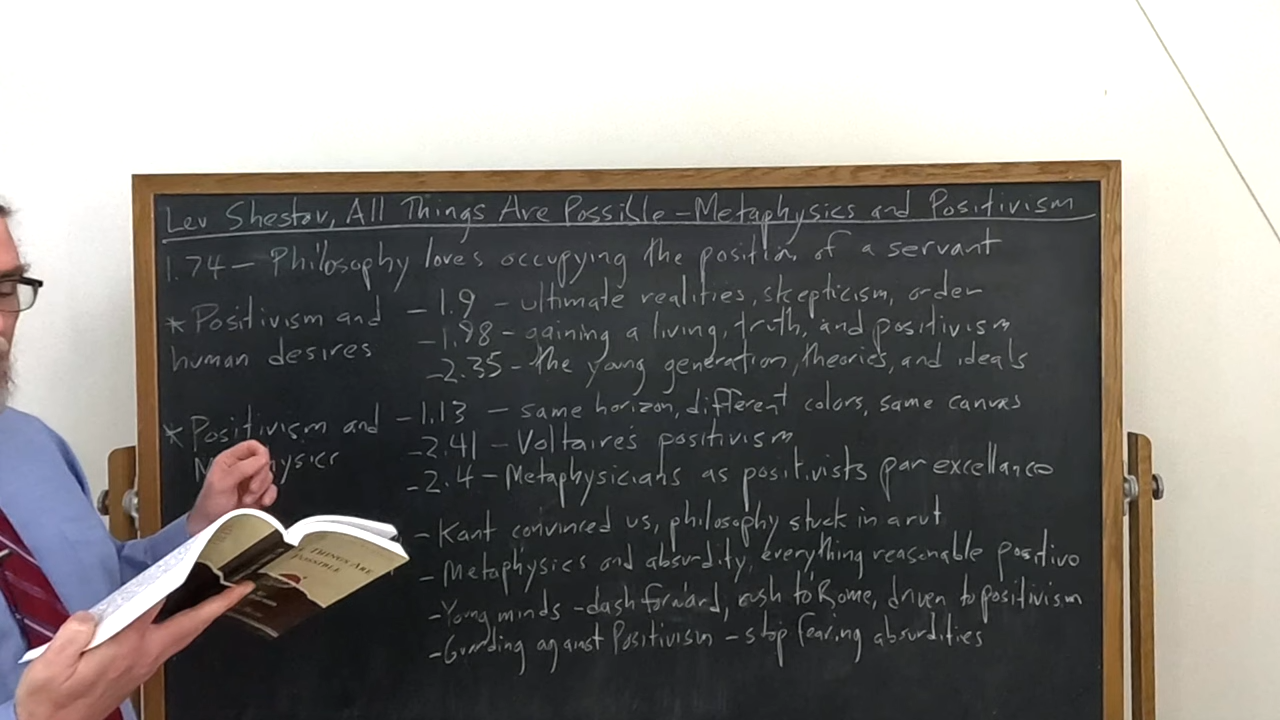 Lev Shestov, All Things Are Possible - Metaphysics and Positivism
1.74 - Philosophy loves occupying the position of a servant
* Positivism and
human desires
- 1.9 - ultimate realities, skepticism, order
- 1.98 - gaining a living, truth, and positivism
- 2.35 - the young generation, theories, and ideals
* Positivism and
- 1.13 - same horizon, different colors, same canvas
- 2.41 - Voltaire's positivism
- 2.4 - Metaphysicians as positivists par excellance
- Kant convinced us, philosophy stuck in a rut
- Metaphysics and absurdity, everything reasonable positive
- Young minds - dash forward, rush to Rome, driven to positivism
- Guarding against Positivism - stop fearing absurdities
THINGS ARE
POSSIBLE